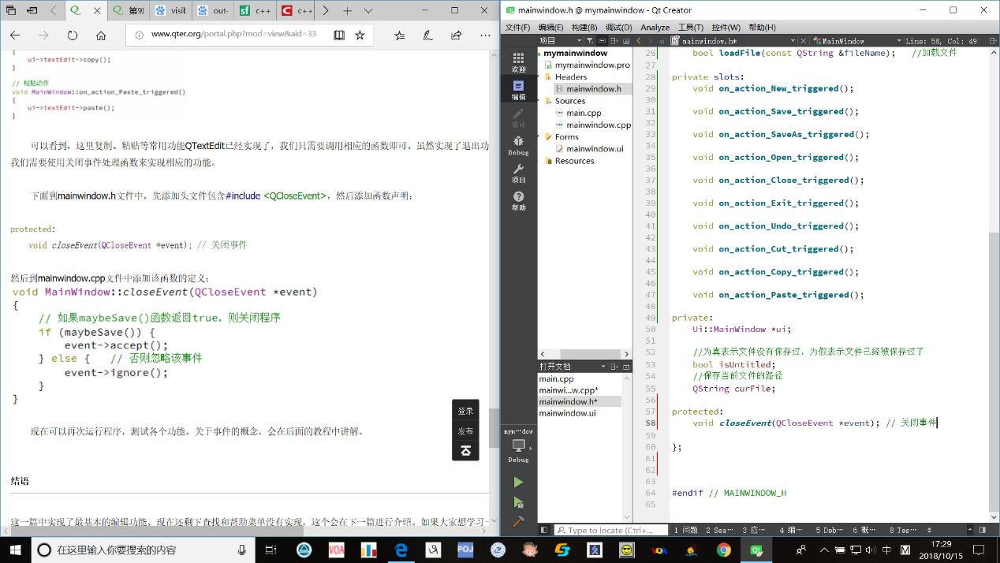 第9
visit
out-
c++
c++
www.qter.org/portal.php?mod=view&aid=33
{
ui->textEdit->copy();
}
// 粘贴动作
void MainWindow::on_action_Paste_triggered()
{
ui->textEdit->paste();
}
可以看到，这里复制、粘贴等常用功能QTextEdit已经实现了，我们只需要调用相应的函数即可。虽然实现了退出功
我们需要使用关闭事件处理函数来实现相应的功能。
下面到mainwindow.h文件中，先添加头文件包含#include <QCloseEvent>，然后添加函数声明：
protected:
void closeEvent(QCloseEvent *event); // 关闭事件
然后到mainwindow.cpp文件中添加该函数的定义：
void MainWindow::closeEvent(QCloseEvent *event)
{
// 如果maybeSave()函数返回true，则关闭程序
if (maybeSave()) {
event->accept();
} else { // 否则忽略该事件
event->ignore();
}
}
现在可以再次运行程序，测试各个功能。关于事件的概念，会在后面的教程中讲解。
登录
发布
结语
这一篇中实现了最基本的编辑功能，现在还剩下查找和帮助菜单没有实现，这个会在下一篇进行介绍。如果大家想学习一
mainwindow.h @ mymainwindow - Qt Creator
文件(F) 编辑(E) 构建(B) 调试(D) Analyze 工具(T) 控件(W) 帮助(H)
项目
mainwindow.h*
MainWindow
Line: 58, Col: 49
欢迎
编辑
设计
Debug
项目
帮助
mymainwindow
mymainwindow.pro
Headers
mainwindow.h
Sources
main.cpp
mainwindow.cpp
Forms
mainwindow.ui
Resources
打开文档
main.cpp
mainwi...w.cpp*
mainwindow.h*
mainwindow.ui
mym…dow
Debug
26 bool loadFile(const QString &fileName); //加载文件
27
28 private slots:
29 void on_action_New_triggered();
30
31 void on_action_Save_triggered();
32
33 void on_action_SaveAs_triggered();
34
35 void on_action_Open_triggered();
36
37 void on_action_Close_triggered();
38
39 void on_action_Exit_triggered();
40
41 void on_action_Undo_triggered();
42
43 void on_action_Cut_triggered();
44
45 void on_action_Copy_triggered();
46
47 void on_action_Paste_triggered();
48
49 private:
50 Ui::MainWindow *ui;
51
52 //为真表示文件没有保存过，为假表示文件已经被保存过了
53 bool isUntitled;
54 //保存当前文件的路径
55 QString curFile;
56
57 protected:
58 void closeEvent(QCloseEvent *event); // 关闭事件
59
60 };
61
62
63
64 #endif // MAINWINDOW_H
65
Type to locate (Ctrl+...
1 问题 2 Sea… 3 应… 4 编… 5 Deb… 6 概… 8 Tes…
在这里输入你要搜索的内容
VOA
POJ
VOA
中
M
17:29
2018/10/15